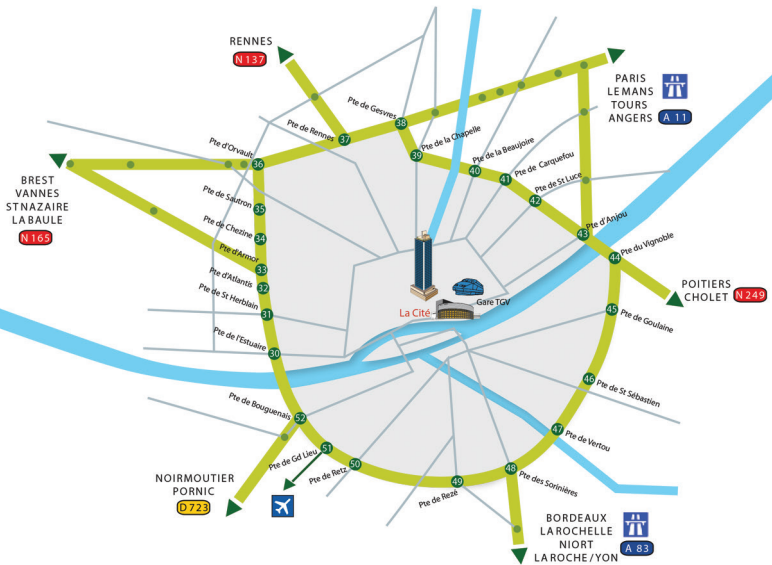 RENNES
N 137
PARIS
LE MANS
TOURS
ANGERS
A 11
Pte de Gesvres
38
Pte de Rennes
37
Pte de la Chapelle
39
Pte d'Orvault
36
Pte de la Beaujoire
40
Pte de Carquefou
41
Pte de St Luce
42
BREST
VANNES
ST NAZAIRE
LA BAULE
N 165
Pte de Sautron
35
Pte de Chezine
34
Pte d'Anjou
43
Pte du Vignoble
44
Pte d'Armor
33
Pte d'Atlantis
32
POITIERS
CHOLET
N 249
Gare TGV
La Cité
Pte de St Herblain
31
Pte de Goulaine
45
Pte de l'Estuaire
30
Pte de St Sébastien
46
Pte de Bouguenais
52
Pte de Vertou
47
Pte de Gd Lieu
51
Pte de Retz
50
Pte des Sorinières
48
Pte de Rezé
49
NOIRMOUTIER
PORNIC
D 723
BORDEAUX
LA ROCHELLE
NIORT
LA ROCHE / YON
A 83